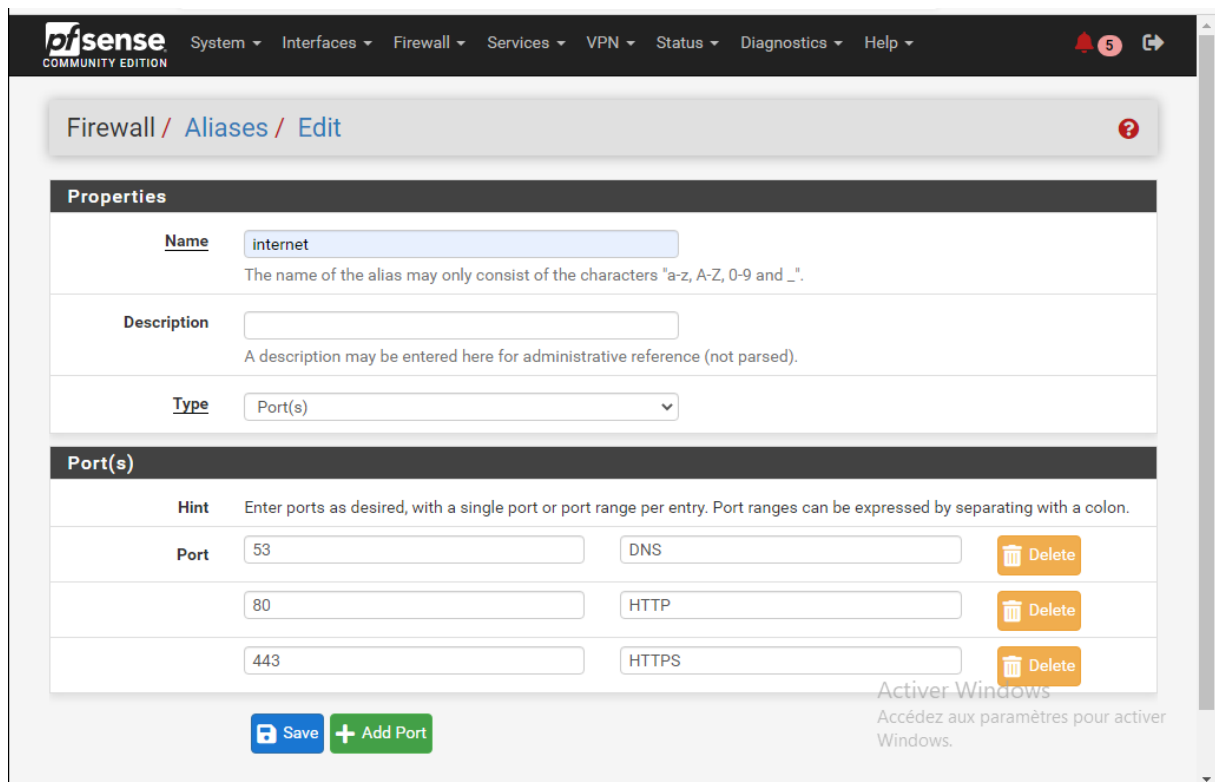 pfsense System Interfaces Firewall Services VPN Status Diagnostics Help 5
COMMUNITY EDITION
Firewall / Aliases / Edit
Properties
Name internet
The name of the alias may only consist of the characters "a-z, A-Z, 0-9 and _".
Description
A description may be entered here for administrative reference (not parsed).
Type Port(s)
Port(s)
Hint Enter ports as desired, with a single port or port range per entry. Port ranges can be expressed by separating with a colon.
Port 53 DNS Delete
80 HTTP Delete
443 HTTPS Delete
Activer Windows
Accédez aux paramètres pour activer
Windows.
Save Add Port